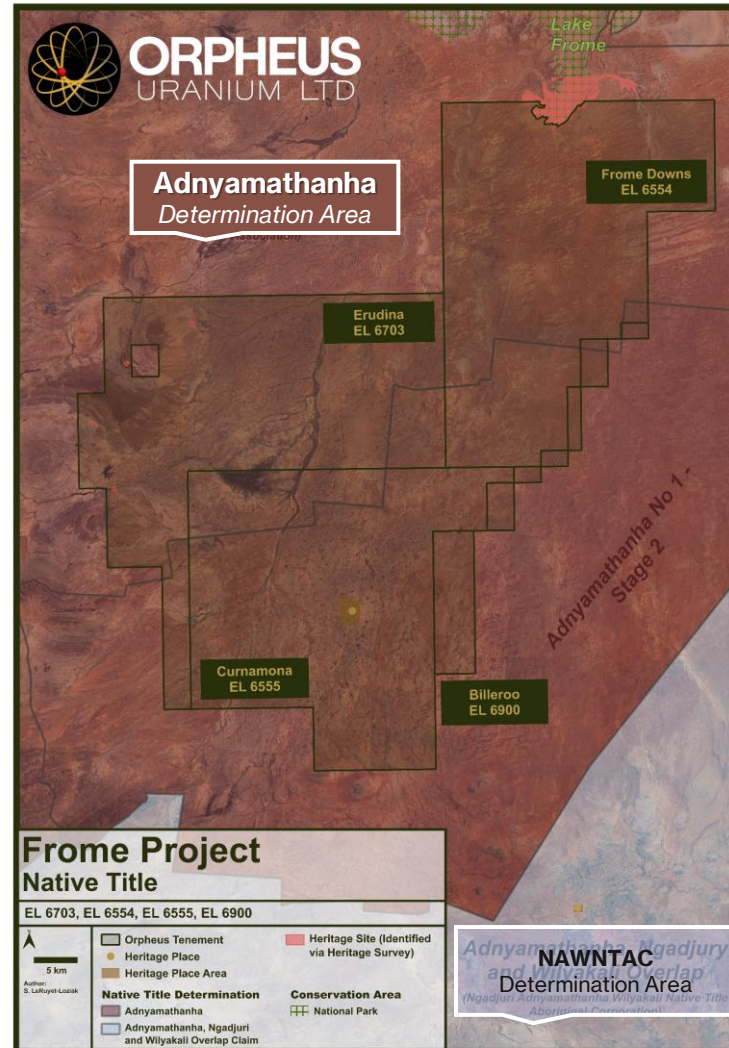 ORPHEUS
URANIUM LTD
Lake
Frome
Adnyamathanha
Determination Area
Association)
Frome Downs
EL 6554
Erudina
EL 6703
Adnyamathanha No 1 -
Stage 2
Curnamona
EL 6555
Billeroo
EL 6900
Frome Project
Native Title
EL 6703, EL 6554, EL 6555, EL 6900
5 km
Author:
S. LeRuyet-Loziak
Orpheus Tenement
Heritage Place
Heritage Place Area
Heritage Site (Identified
via Heritage Survey)
Native Title Determination
Adnyamathanha
Adnyamathanha, Ngadjuri
and Wilyakali Overlap Claim
Conservation Area
National Park
Adnyamathanha, Ngadjury
and Wilyakali Overlap
(Ngadjuri Adnyamathanha Wilyakali Native Title
Aboriginal Corporation)
NAWNTAC
Determination Area